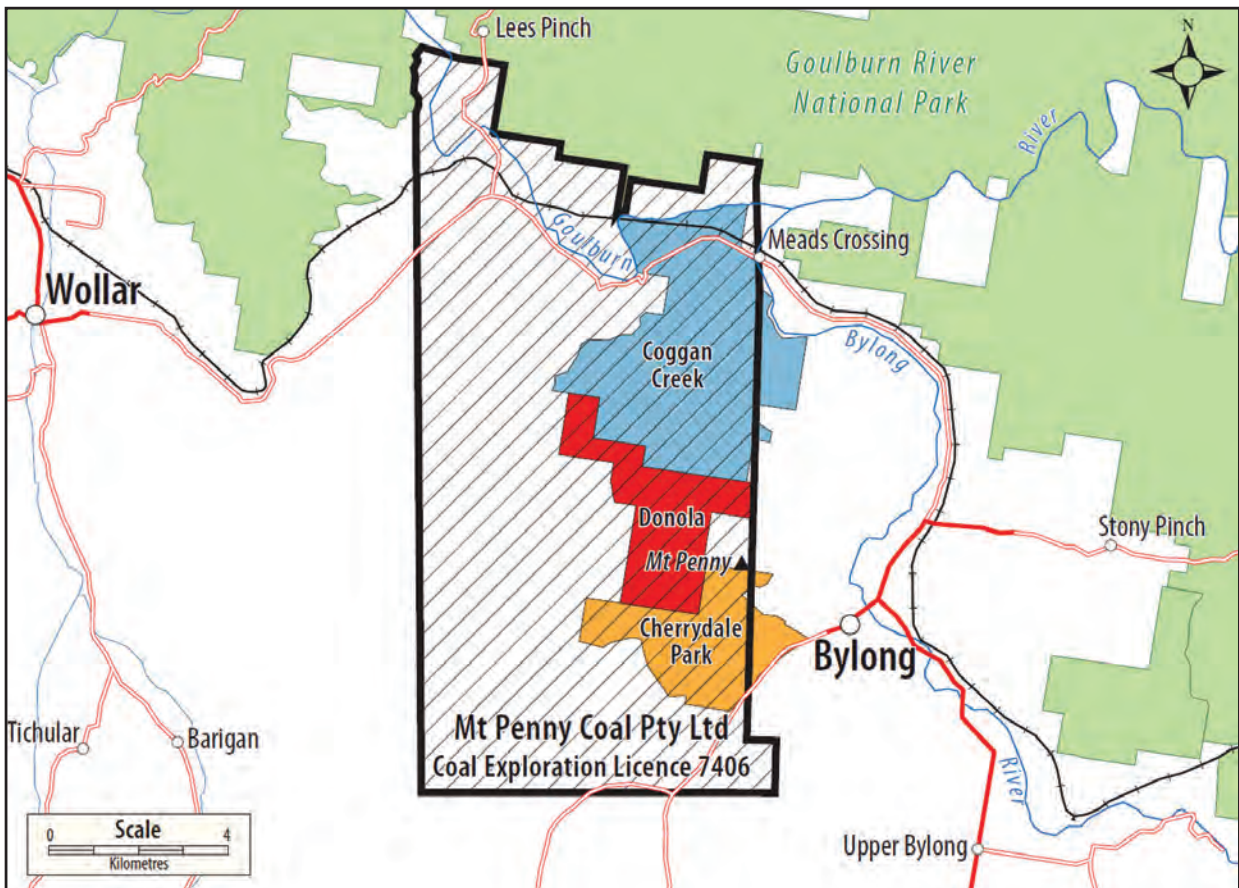 N
Lees Pinch
Goulburn River
National Park
River
Goulburn
Meads Crossing
Wollar
Bylong
Coggan
Creek
Donola
Stony Pinch
Mt Penny
Cherrydale
Park
Bylong
Mt Penny Coal Pty Ltd
Coal Exploration Licence 7406
Tichular
Barigan
River
0 Scale 4
Kilometres
Upper Bylong